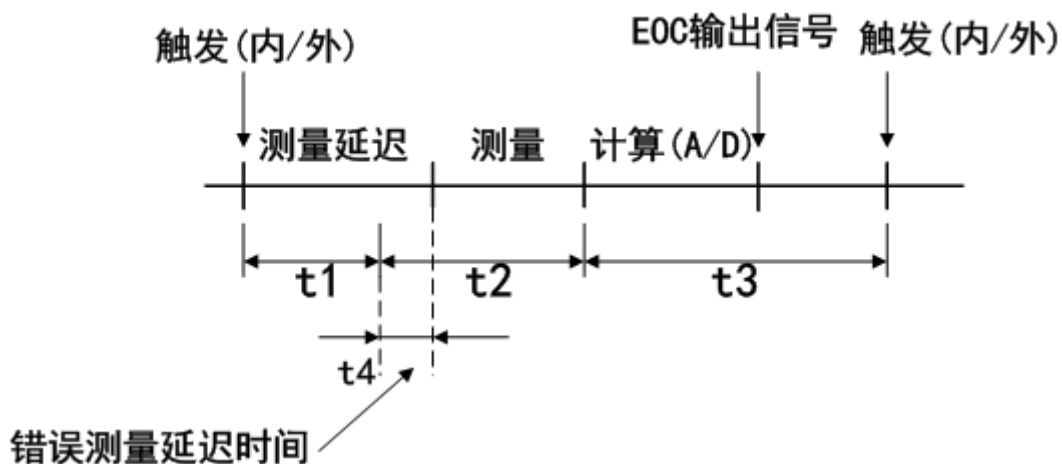 触发(内/外)
EOC输出信号
触发(内/外)
测量延迟
测量
计算(A/D)
t1
t2
t3
t4
错误测量延迟时间